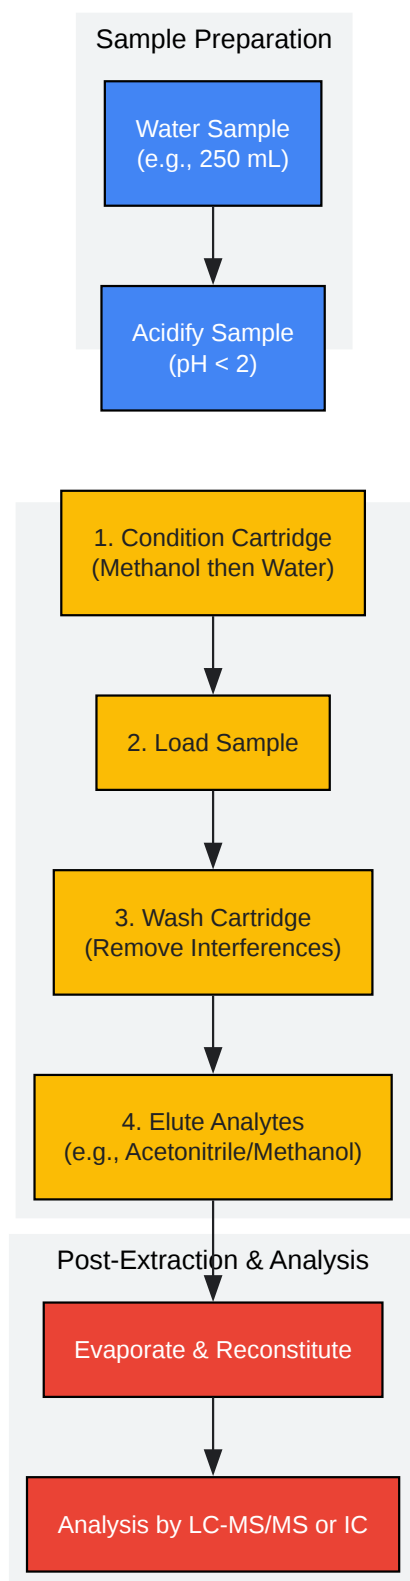 Sample Preparation
Water Sample
(e.g., 250 mL)
Acidify Sample
(pH < 2)
1. Condition Cartridge
(Methanol then Water)
2. Load Sample
3. Wash Cartridge
(Remove Interferences)
4. Elute Analytes
(e.g., Acetonitrile/Methanol)
Post-Extraction & Analysis
Evaporate & Reconstitute
Analysis by LC-MS/MS or IC